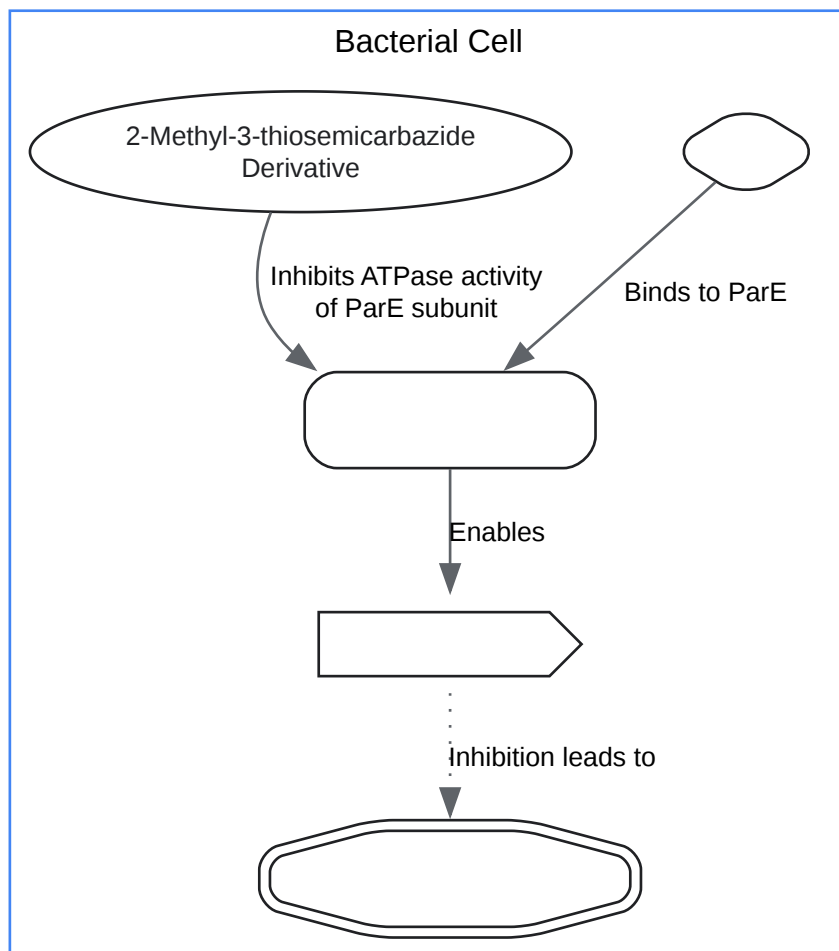 Bacterial Cell
2-Methyl-3-thiosemicarbazide
Derivative
Inhibits ATPase activity
of ParE subunit
Binds to ParE
Enables
Inhibition leads to